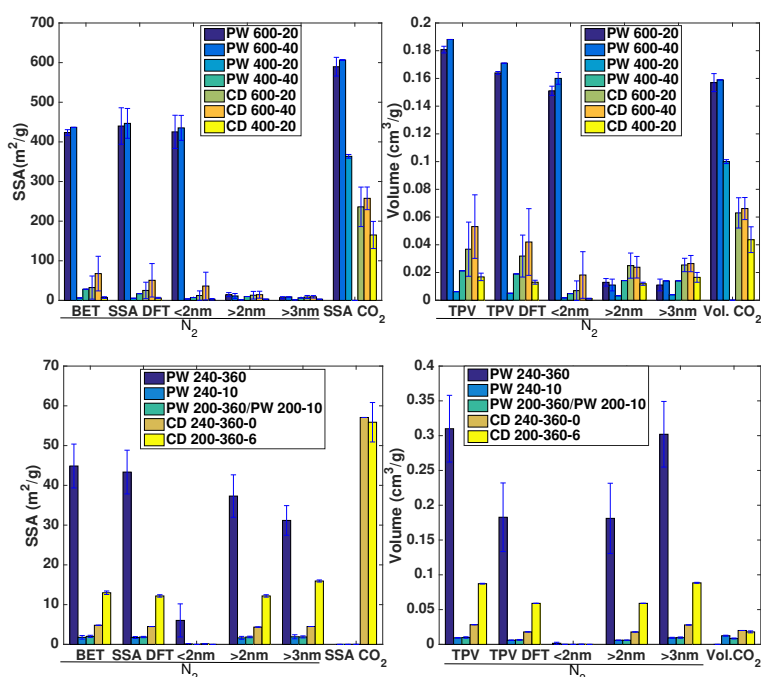 700
600
500
400
300
200
100
0
SSA(m²/g)
PW 600-20
PW 600-40
PW 400-20
PW 400-40
CD 600-20
CD 600-40
CD 400-20
BET SSA DFT <2nm >2nm >3nm SSA CO₂
N₂
0.2
0.18
0.16
0.14
0.12
0.1
0.08
0.06
0.04
0.02
0
Volume (cm³/g)
PW 600-20
PW 600-40
PW 400-20
PW 400-40
CD 600-20
CD 600-40
CD 400-20
TPV TPV DFT <2nm >2nm >3nm Vol. CO₂
N₂
70
60
50
40
30
20
10
0
SSA (m²/g)
PW 240-360
PW 240-10
PW 200-360/PW 200-10
CD 240-360-0
CD 200-360-6
BET SSA DFT <2nm >2nm >3nm SSA CO₂
N₂
0.4
0.35
0.3
0.25
0.2
0.15
0.1
0.05
0
Volume (cm³/g)
PW 240-360
PW 240-10
PW 200-360/PW 200-10
CD 240-360-0
CD 200-360-6
TPV TPV DFT <2nm >2nm >3nm Vol.CO₂
N₂